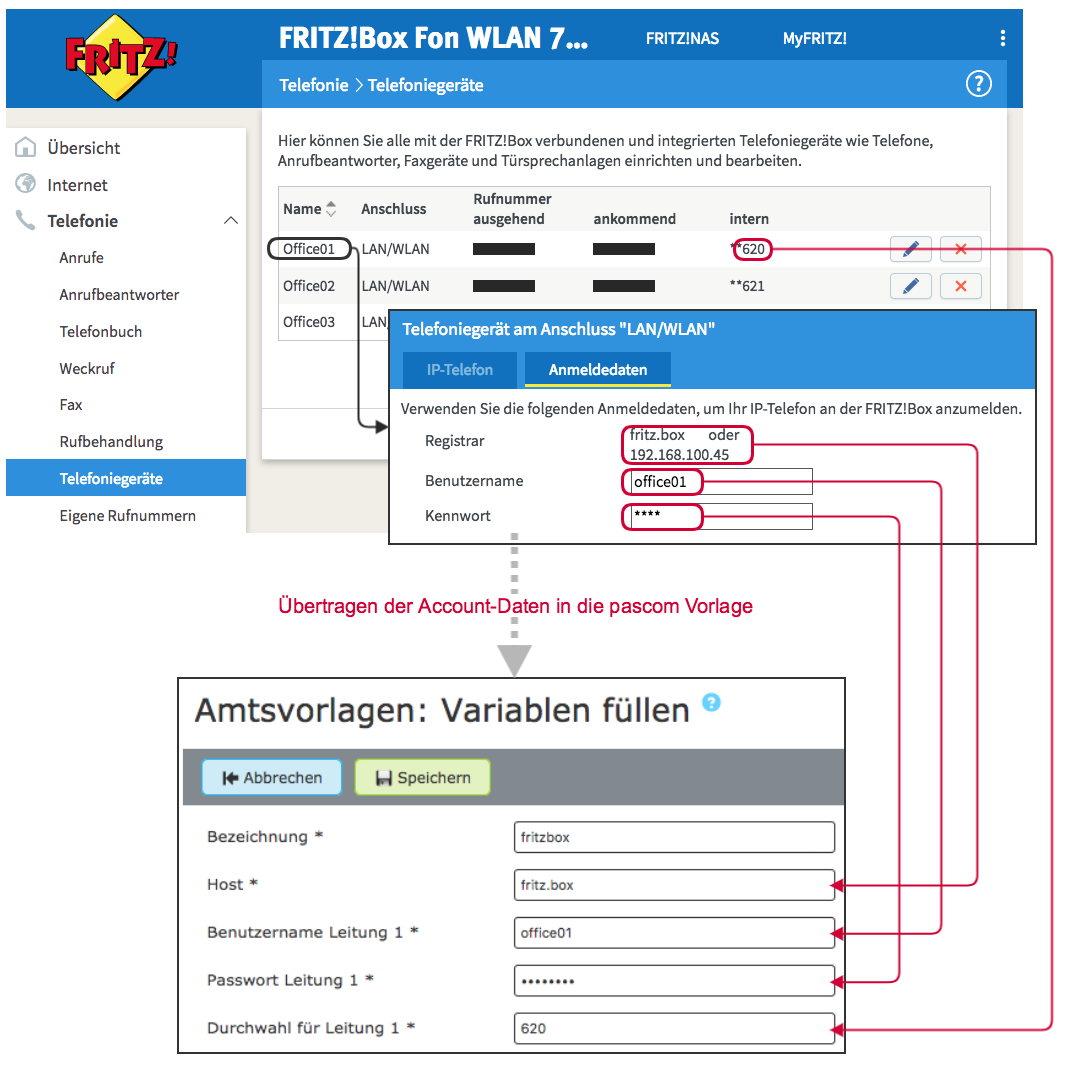 FRITZ!
FRITZ!Box Fon WLAN 7...
FRITZ!NAS
MyFRITZ!
Telefonie > Telefoniegeräte
?
Übersicht
Internet
Telefonie
Anrufe
Anrufbeantworter
Telefonbuch
Weckruf
Fax
Rufbehandlung
Telefoniegeräte
Eigene Rufnummern
Hier können Sie alle mit der FRITZ!Box verbundenen und integrierten Telefoniegeräte wie Telefone,
Anrufbeantworter, Faxgeräte und Türsprechanlagen einrichten und bearbeiten.
Name Anschluss Rufnummer ausgehend ankommend intern
Office01 LAN/WLAN **620
Office02 LAN/WLAN **621
Office03 LAN/
Telefoniegerät am Anschluss "LAN/WLAN"
IP-Telefon Anmeldedaten
Verwenden Sie die folgenden Anmeldedaten, um Ihr IP-Telefon an der FRITZ!Box anzumelden.
Registrar fritz.box oder
192.168.100.45
Benutzername office01
Kennwort ****
Übertragen der Account-Daten in die pascom Vorlage
Amtsvorlagen: Variablen füllen ?
Abbrechen Speichern
Bezeichnung * fritzbox
Host * fritz.box
Benutzername Leitung 1 * office01
Passwort Leitung 1 * ••••••••
Durchwahl für Leitung 1 * 620